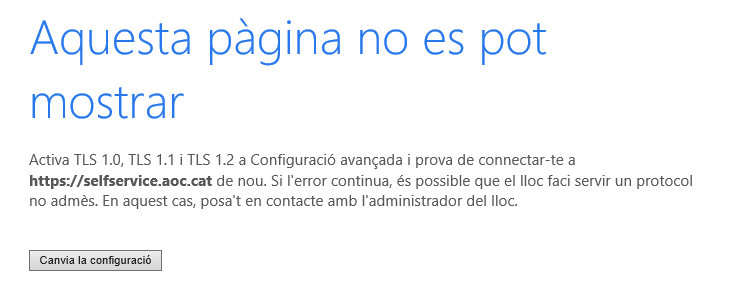 Aquesta pàgina no es pot
mostrar
Activa TLS 1.0, TLS 1.1 i TLS 1.2 a Configuració avançada i prova de connectar-te a
https://selfservice.aoc.cat de nou. Si l'error continua, és possible que el lloc faci servir un protocol
no admès. En aquest cas, posa't en contacte amb l'administrador del lloc.
Canvia la configuració